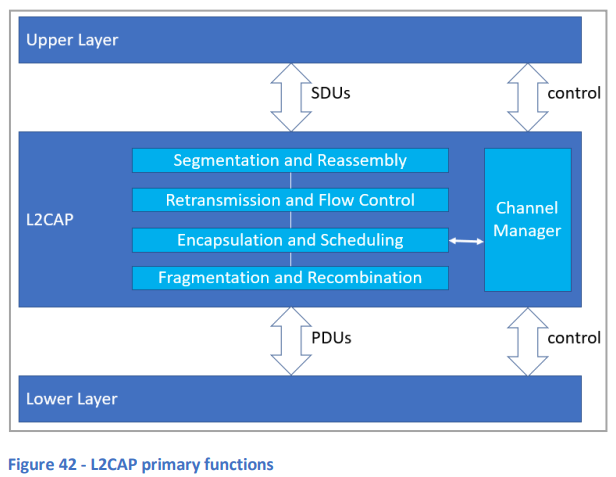 Upper Layer
SDUs
control
L2CAP
Segmentation and Reassembly
Retransmission and Flow Control
Encapsulation and Scheduling
Fragmentation and Recombination
Channel
Manager
PDUs
control
Lower Layer
Figure 42 - L2CAP primary functions